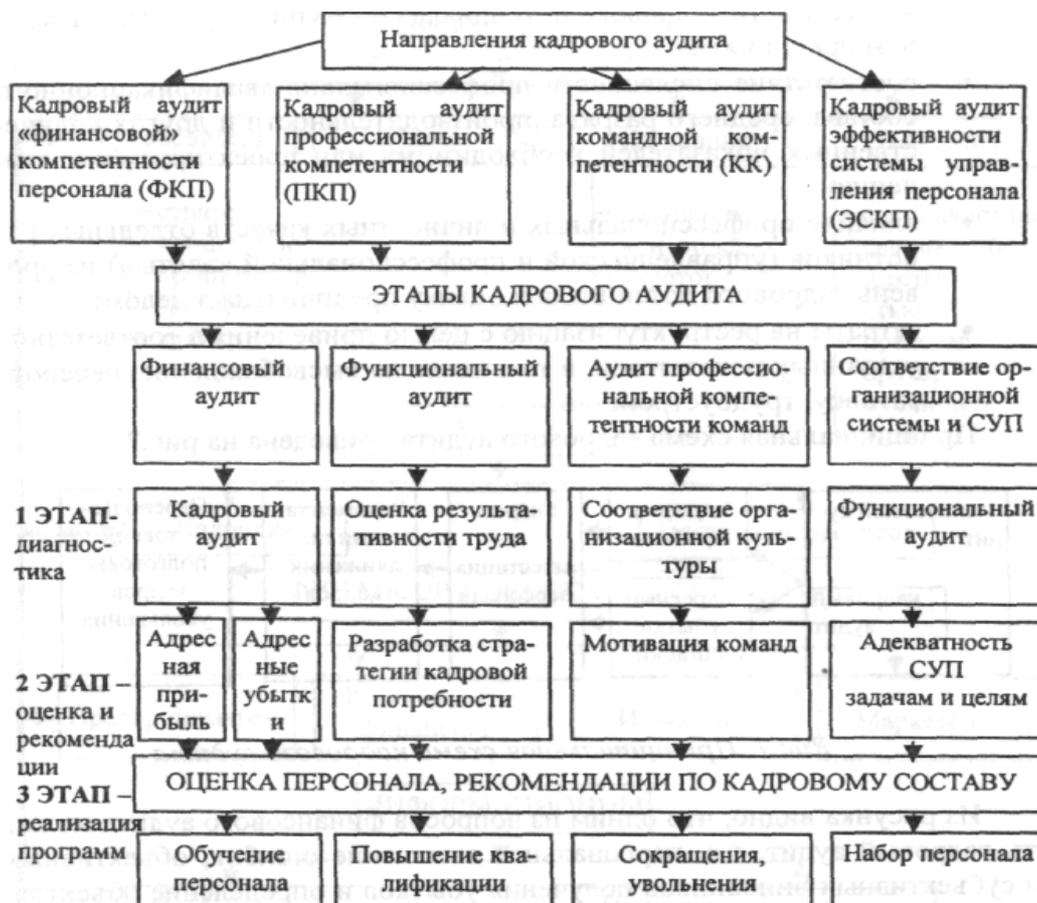 Направления кадрового аудита
Кадровый аудит
«финансовой»
компетентности
персонала (ФКП)
Кадровый аудит
профессиональной
компетентности
(ПКП)
Кадровый аудит
командной ком-
петентности (КК)
Кадровый аудит
эффективности
системы управ-
ления персонала
(ЭСКП)
ЭТАПЫ КАДРОВОГО АУДИТА
Финансовый
аудит
Функциональный
аудит
Аудит профессио-
нальной компе-
тентности команд
Соответствие ор-
ганизационной
системы и СУП
1 ЭТАП
диагнос-
тика
Кадровый
аудит
Оценка результа-
тивности труда
Соответствие орга-
низационной куль-
туры
Функциональный
аудит
Адрес
ная
при-
быль
Адрес
ные
убытк
и
Разработка стра-
тегии кадровой
потребности
Мотивация команд
Адекватность
СУП
задачам и целям
2 ЭТАП –
оценка и
рекоменда
ции
ОЦЕНКА ПЕРСОНАЛА, РЕКОМЕНДАЦИИ ПО КАДРОВОМУ СОСТАВУ
3 ЭТАП –
реализация
программ
Обучение
персонала
Повышение ква-
лификации
Сокращения,
увольнения
Набор персонала